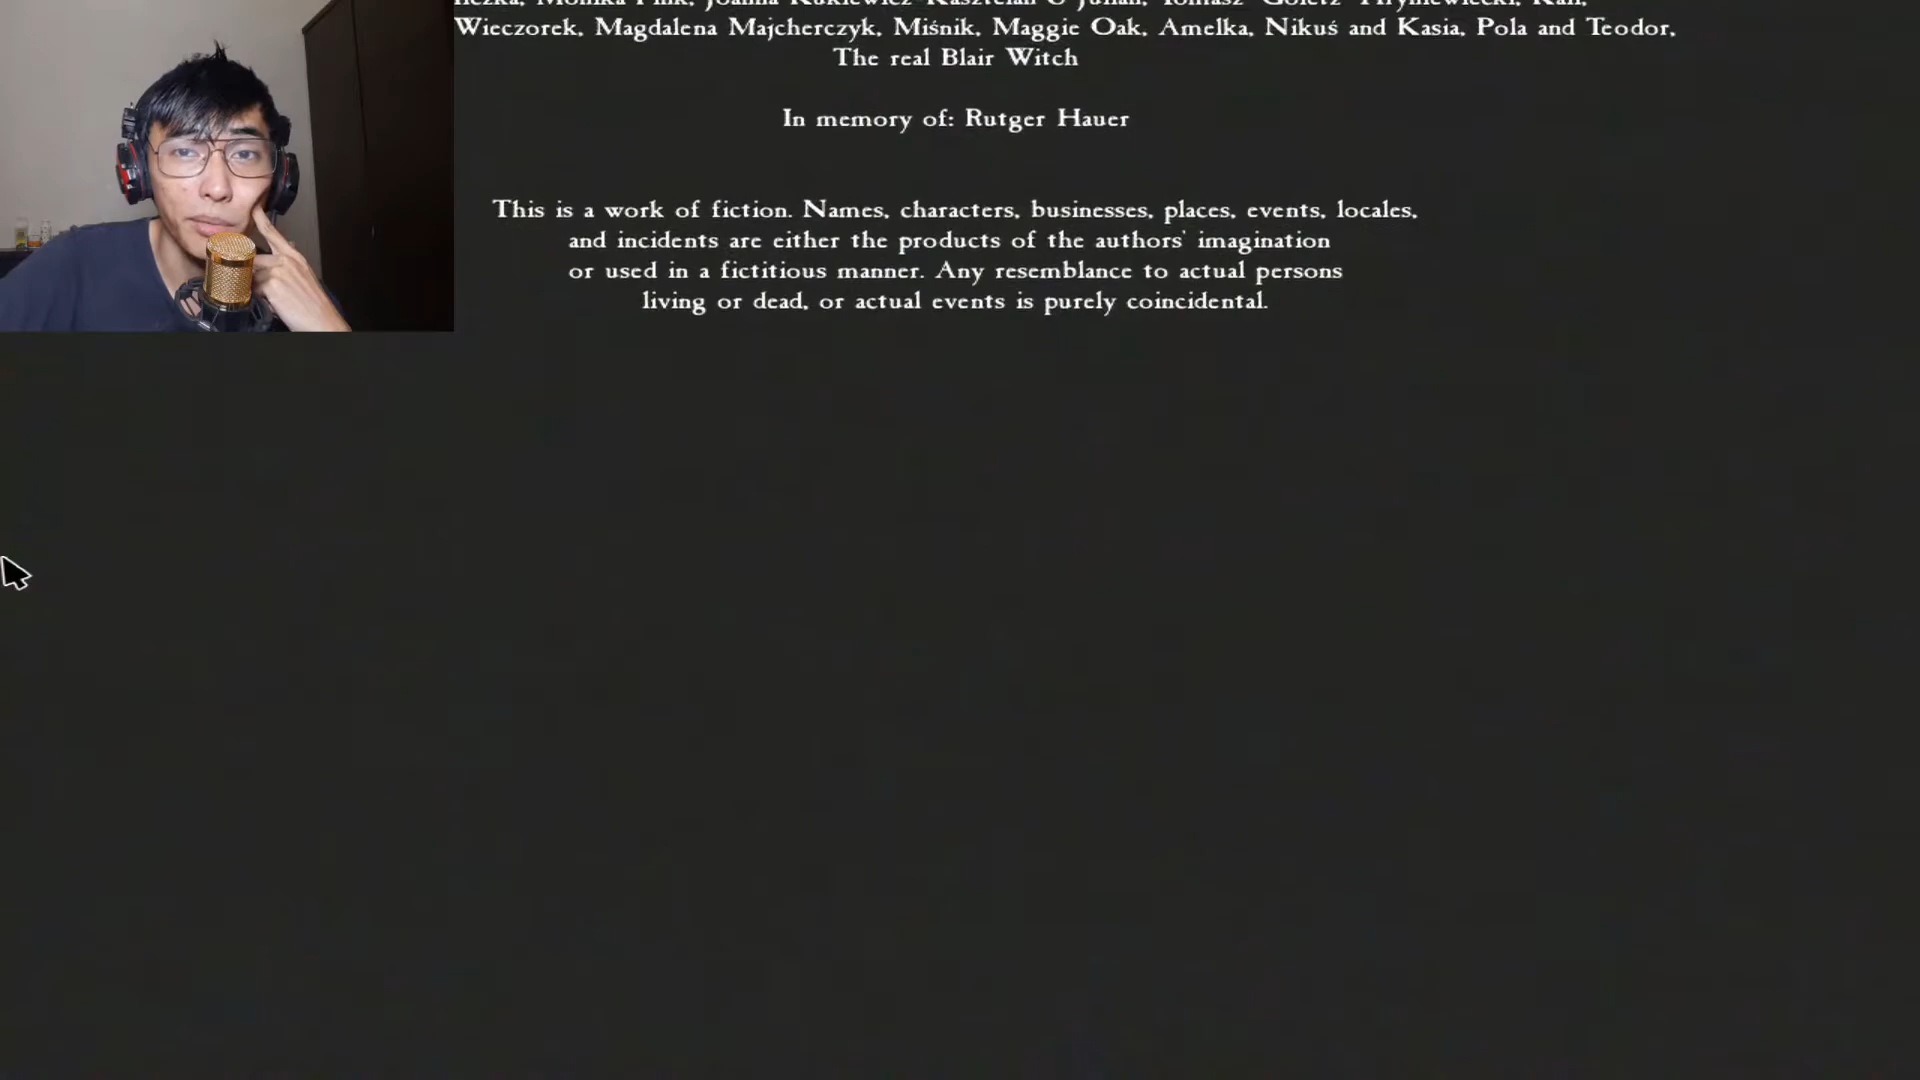 Wieczorek, Magdalena Majcherczyk, Miśnik, Maggie Oak, Amelka, Nikuś and Kasia, Pola and Teodor,
The real Blair Witch
In memory of: Rutger Hauer
This is a work of fiction. Names, characters, businesses, places, events, locales,
and incidents are either the products of the authors' imagination
or used in a fictitious manner. Any resemblance to actual persons
living or dead, or actual events is purely coincidental.